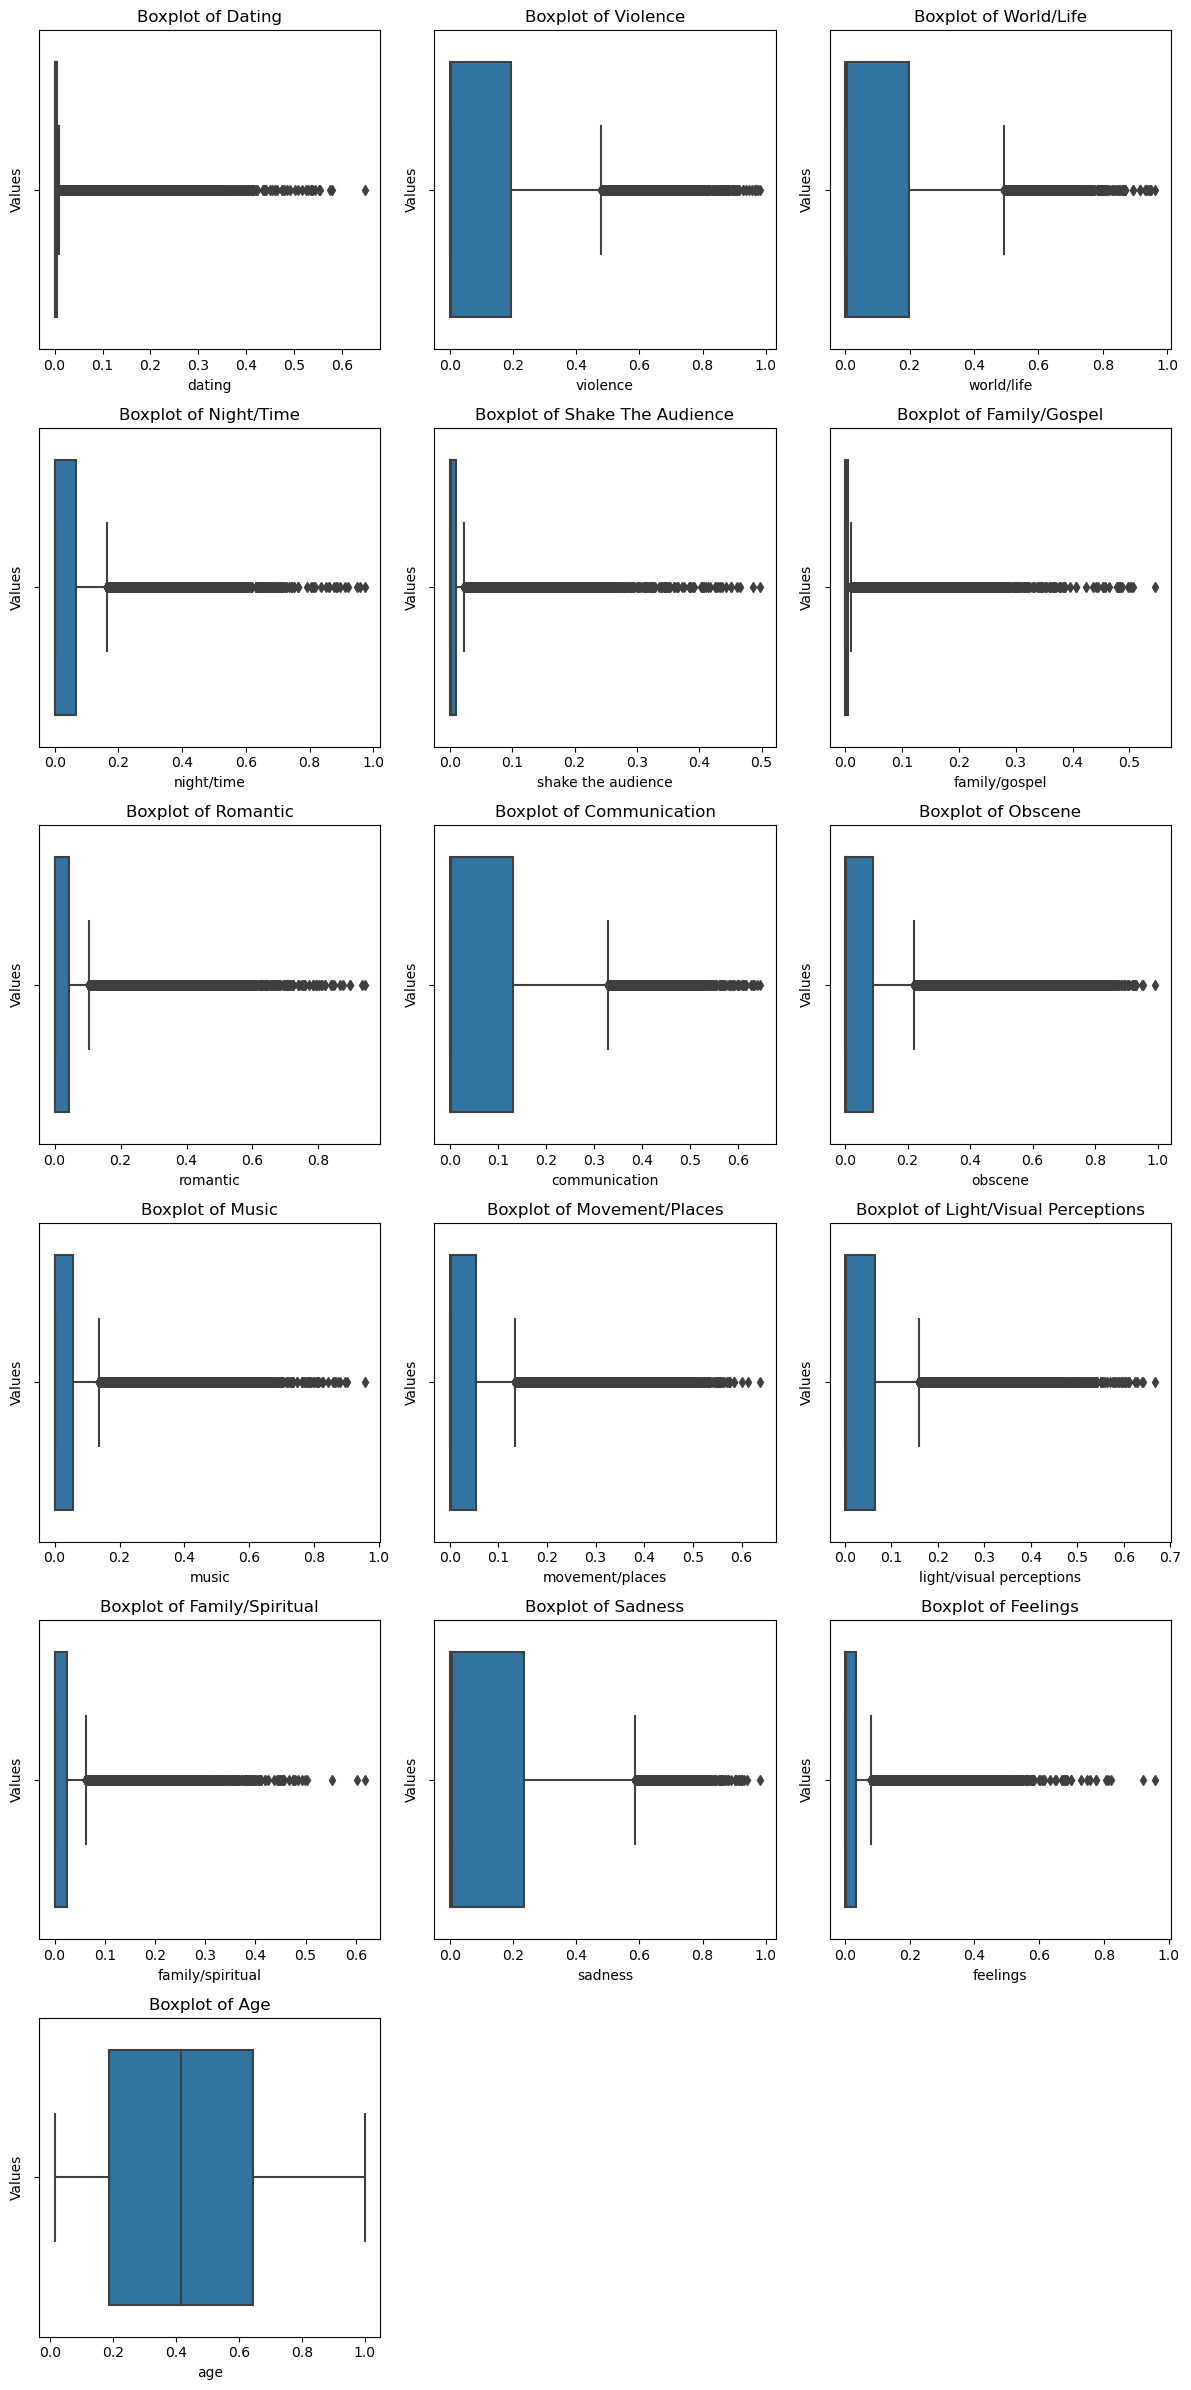 Boxplot of Dating
Values
0.0 0.1 0.2 0.3 0.4 0.5 0.6
dating
Boxplot of Violence
Values
0.0 0.2 0.4 0.6 0.8 1.0
violence
Boxplot of World/Life
Values
0.0 0.2 0.4 0.6 0.8 1.0
world/life
Boxplot of Night/Time
Values
0.0 0.2 0.4 0.6 0.8 1.0
night/time
Boxplot of Shake The Audience
Values
0.0 0.1 0.2 0.3 0.4 0.5
shake the audience
Boxplot of Family/Gospel
Values
0.0 0.1 0.2 0.3 0.4 0.5
family/gospel
Boxplot of Romantic
Values
0.0 0.2 0.4 0.6 0.8
romantic
Boxplot of Communication
Values
0.0 0.1 0.2 0.3 0.4 0.5 0.6
communication
Boxplot of Obscene
Values
0.0 0.2 0.4 0.6 0.8 1.0
obscene
Boxplot of Music
Values
0.0 0.2 0.4 0.6 0.8 1.0
music
Boxplot of Movement/Places
Values
0.0 0.1 0.2 0.3 0.4 0.5 0.6
movement/places
Boxplot of Light/Visual Perceptions
Values
0.0 0.1 0.2 0.3 0.4 0.5 0.6 0.7
light/visual perceptions
Boxplot of Family/Spiritual
Values
0.0 0.1 0.2 0.3 0.4 0.5 0.6
family/spiritual
Boxplot of Sadness
Values
0.0 0.2 0.4 0.6 0.8 1.0
sadness
Boxplot of Feelings
Values
0.0 0.2 0.4 0.6 0.8 1.0
feelings
Boxplot of Age
Values
0.0 0.2 0.4 0.6 0.8 1.0
age